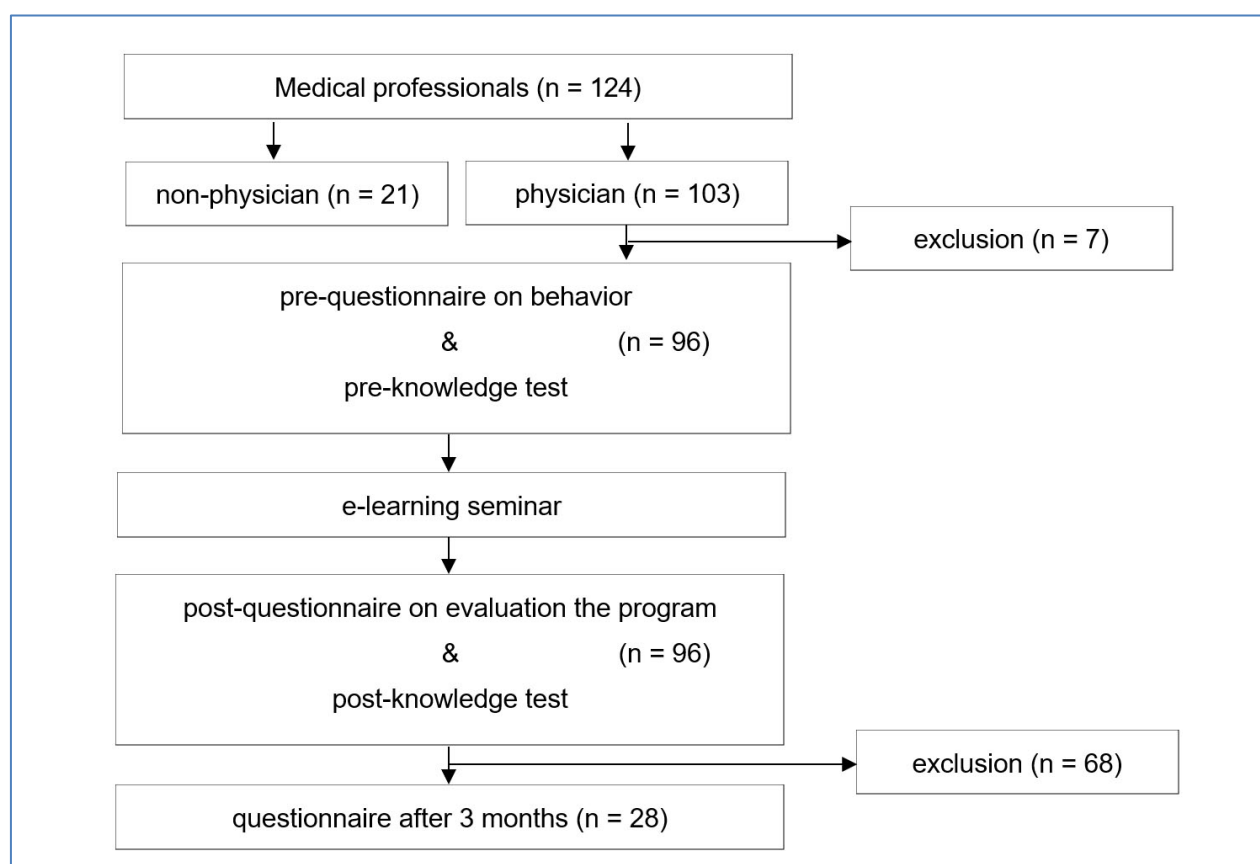 Medical professionals (n = 124)
non-physician (n = 21)
physician (n = 103)
exclusion (n = 7)
pre-questionnaire on behavior
& (n = 96)
pre-knowledge test
e-learning seminar
post-questionnaire on evaluation the program
& (n = 96)
post-knowledge test
exclusion (n = 68)
questionnaire after 3 months (n = 28)